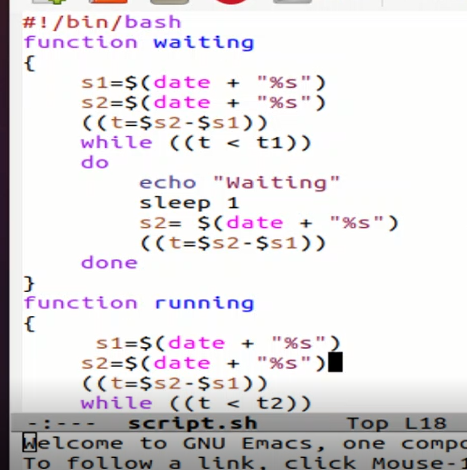 #!/bin/bash
function waiting
{
s1=$(date + "%s")
s2=$(date + "%s")
((t=$s2-$s1))
while ((t < t1))
do
echo "Waiting"
sleep 1
s2= $(date + "%s")
((t=$s2-$s1))
done
}
function running
{
s1=$(date + "%s")
s2=$(date + "%s")
((t=$s2-$s1))
while ((t < t2))
-:--- script.sh Top L18
Welcome to GNU Emacs, one compo
To follow a link, click Mouse-1